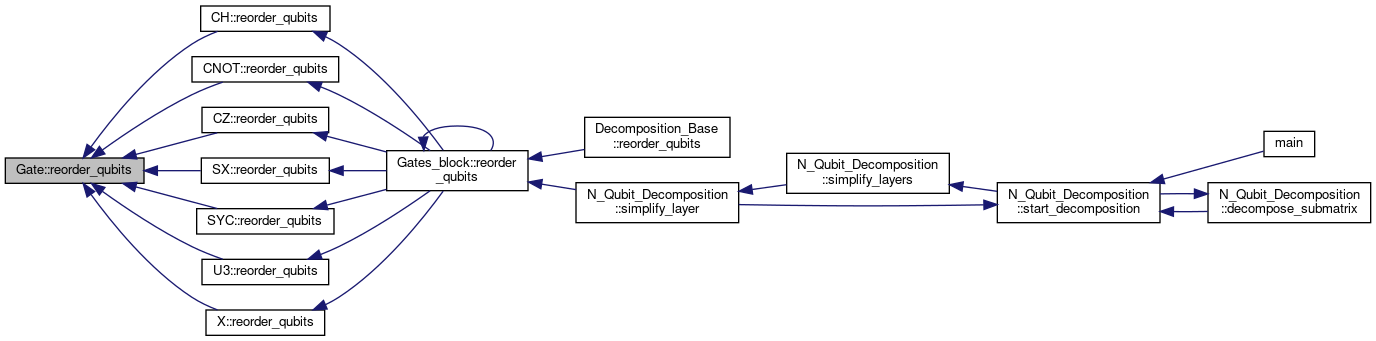 Gate::reorder_qubits
CH::reorder_qubits
CNOT::reorder_qubits
CZ::reorder_qubits
SX::reorder_qubits
SYC::reorder_qubits
U3::reorder_qubits
X::reorder_qubits
Gates_block::reorder
_qubits
Decomposition_Base
::reorder_qubits
N_Qubit_Decomposition
::simplify_layer
N_Qubit_Decomposition
::simplify_layers
N_Qubit_Decomposition
::start_decomposition
main
N_Qubit_Decomposition
::decompose_submatrix